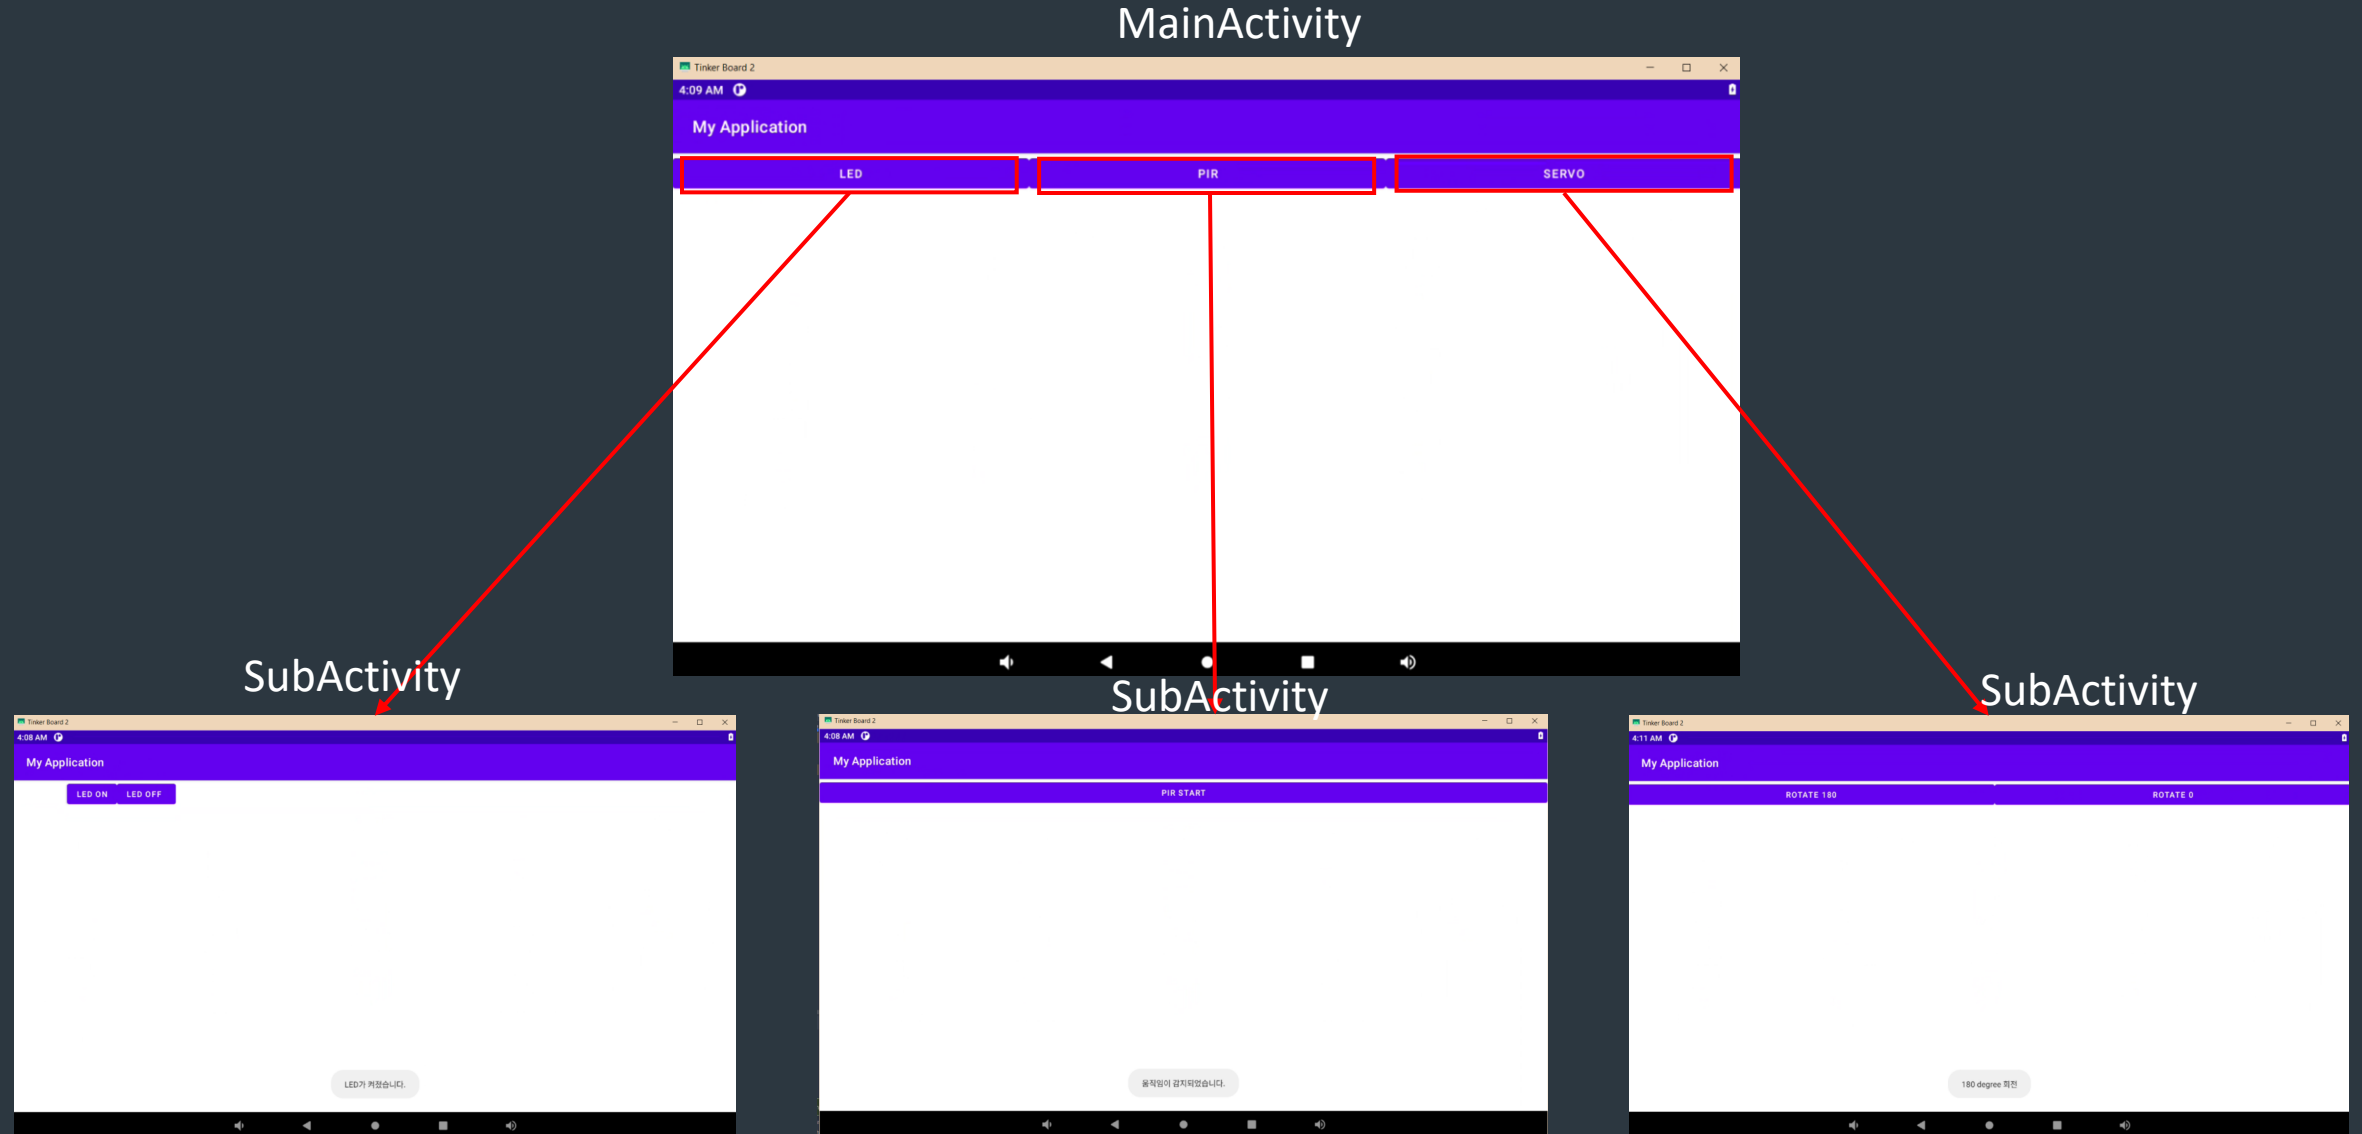 MainActivity
Tinker Board 2
4:09 AM
My Application
LED
PIR
SERVO
SubActivity
Tinker Board 2
4:08 AM
My Application
LED ON
LED OFF
LED가 켜졌습니다.
SubActivity
Tinker Board 2
4:08 AM
My Application
PIR START
움직임이 감지되었습니다.
SubActivity
Tinker Board 2
4:11 AM
My Application
ROTATE 180
ROTATE 0
180 degree 회전